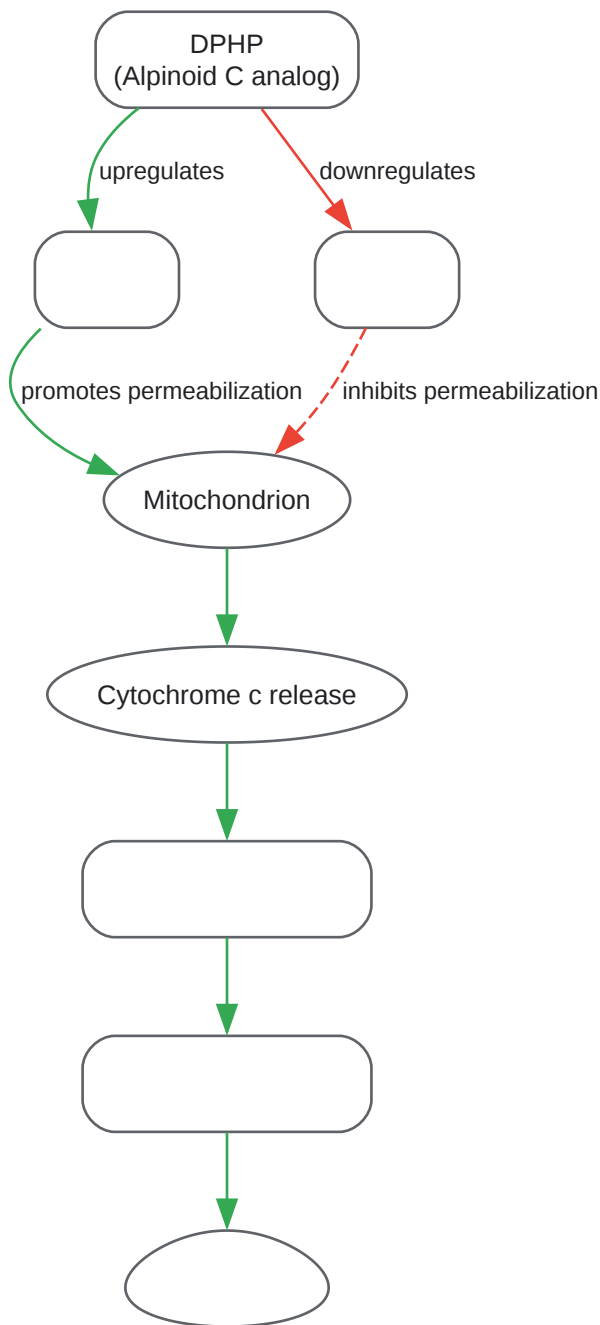 DPHP
(Alpinoid C analog)
upregulates
downregulates
promotes permeabilization
inhibits permeabilization
Mitochondrion
Cytochrome c release